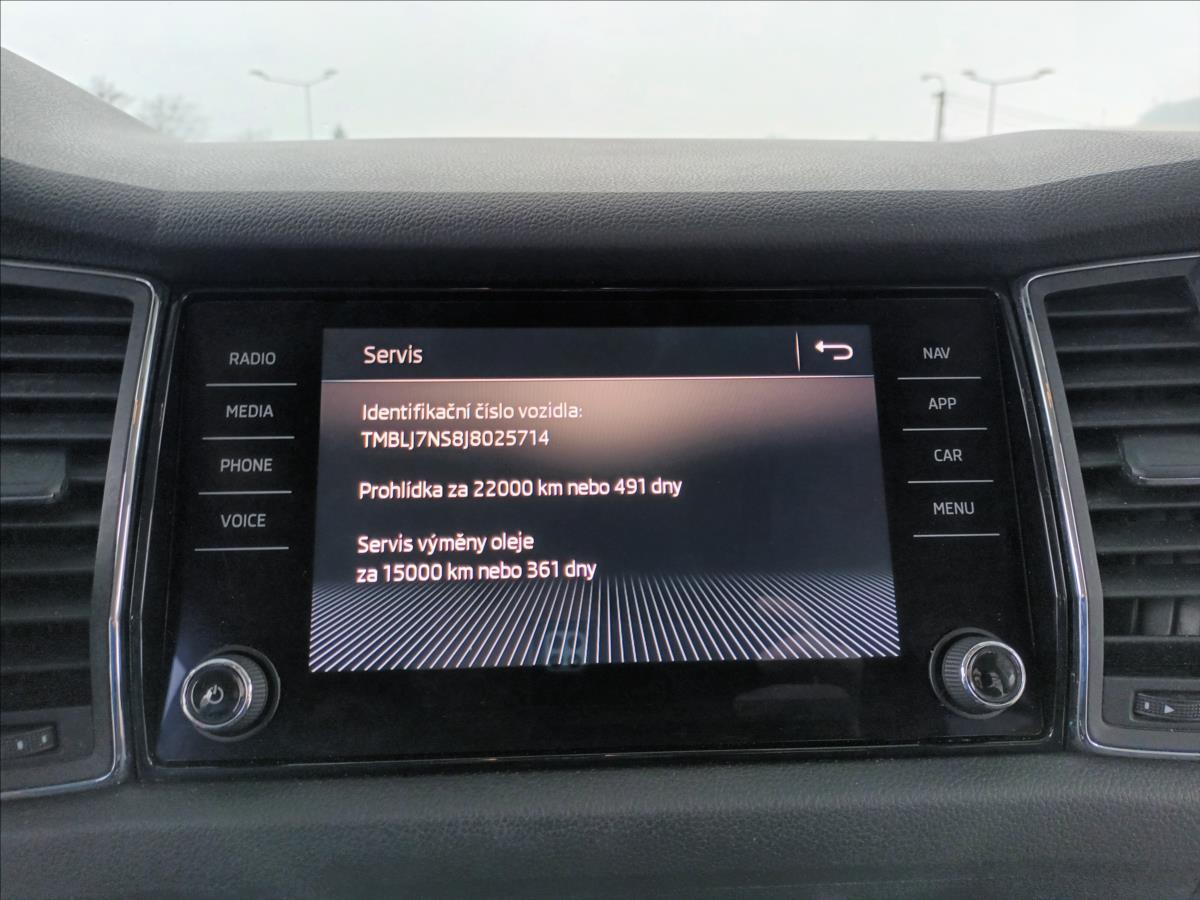 Servis
Identifikační číslo vozidla:
TMBLJ7NS8J8025714
Prohlídka za 22000 km nebo 491 dny
Servis výměny oleje
za 15000 km nebo 361 dny
RADIO
MEDIA
PHONE
VOICE
NAV
APP
CAR
MENU